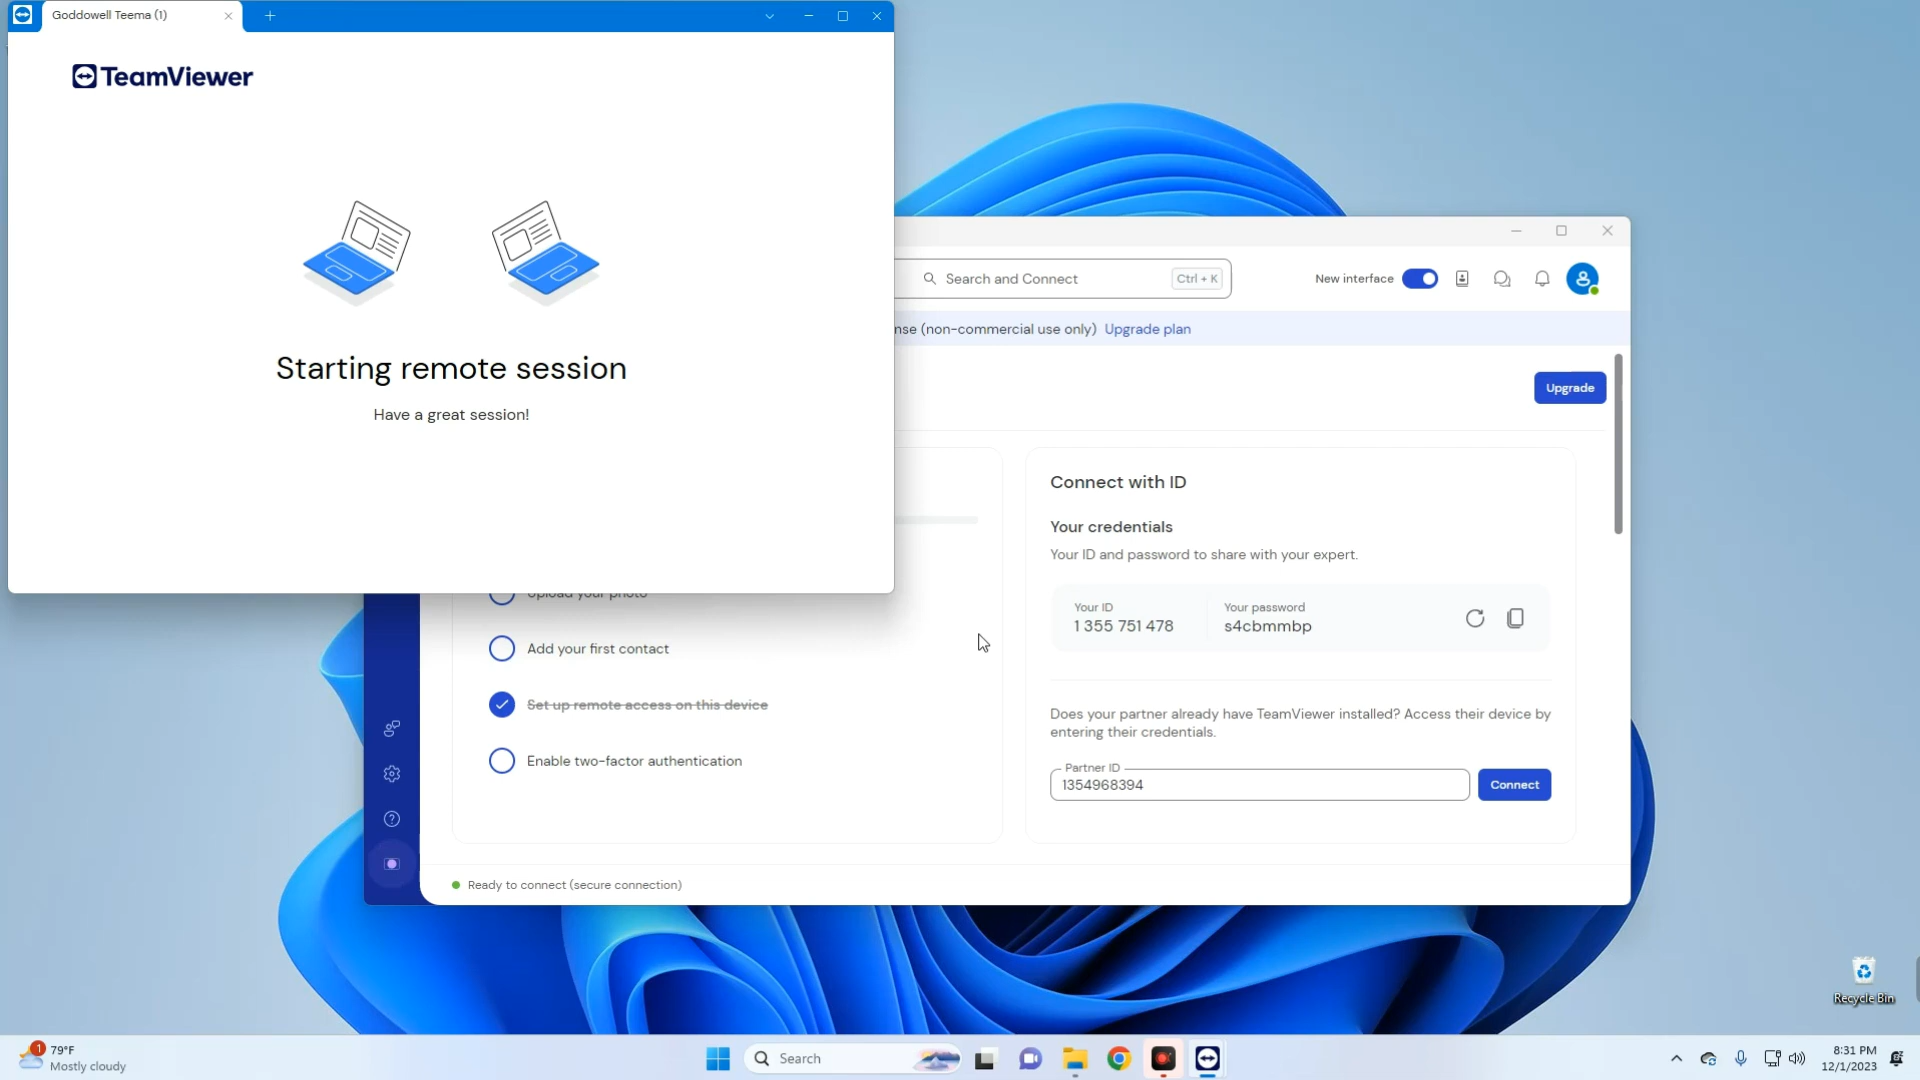 Goddowell Teema (1)
TeamViewer
Starting remote session
Have a great session!
Search and Connect
Ctrl + K
New interface
nse (non-commercial use only) Upgrade plan
Upgrade
Upload your photo
Add your first contact
Set up remote access on this device
Enable two-factor authentication
Connect with ID
Your credentials
Your ID and password to share with your expert.
Your ID
1 355 751 478
Your password
s4cbmmbp
Does your partner already have TeamViewer installed? Access their device by
entering their credentials.
Partner ID
1354968394
Connect
Ready to connect (secure connection)
Recycle Bin
1
79°F
Mostly cloudy
Search
8:31 PM
12/1/2023